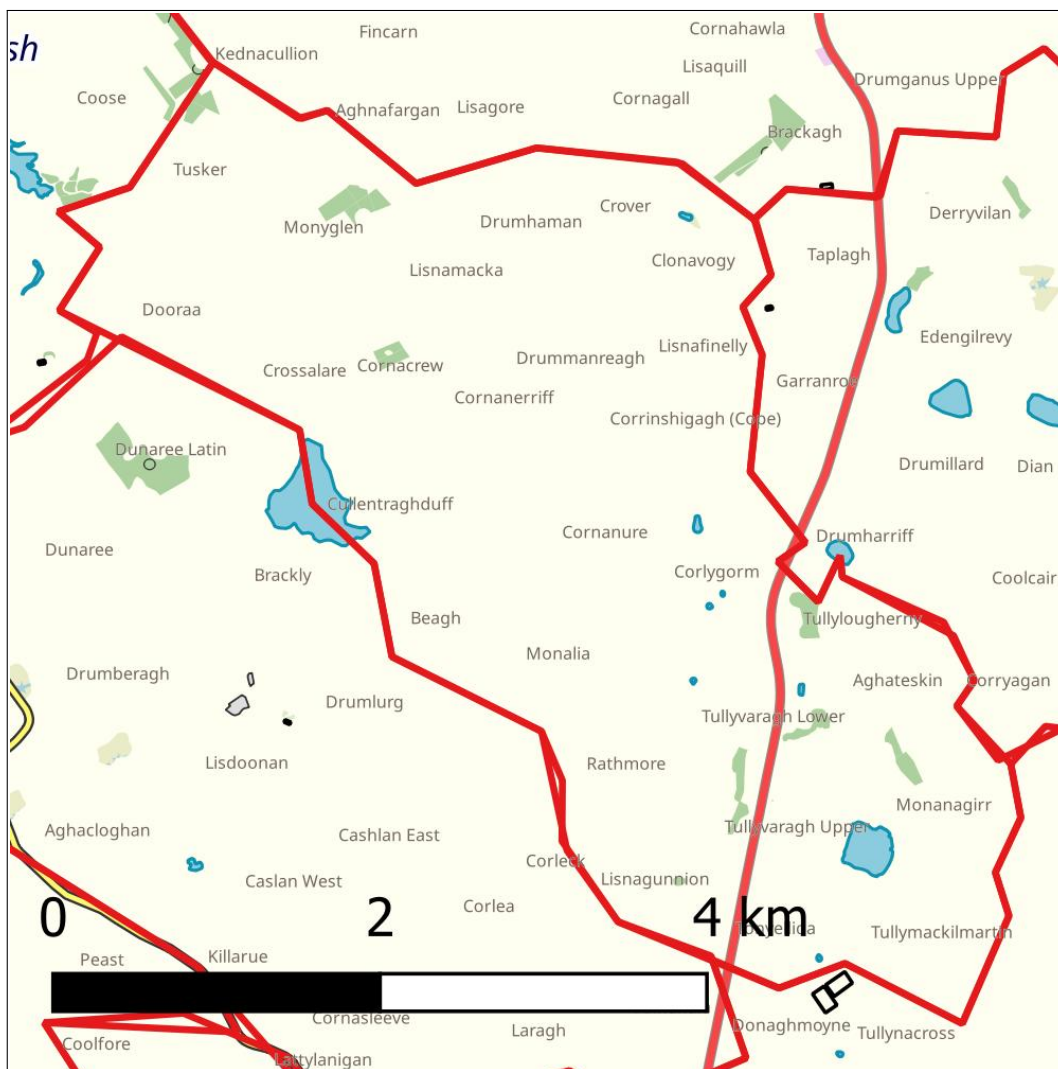 Fincarn
Cornahawla
sh
Kednacullion
Lisaquill
Drumganus Upper
Coose
Aghnafargan
Lisagore
Cornagall
Brackagh
Tusker
Crover
Derryvilan
Monyglen
Drumhaman
Taplagh
Clonavogy
Lisnamacka
Dooraa
Edengilrevy
Lisnafinelly
Drummanreagh
Cornacrew
Crossalare
Garranroe
Cornanerriff
Corrinshigagh (Cope)
Dunaree Latin
Drumillard
Dian
Cullentraghduff
Cornanure
Drumharriff
Dunaree
Brackly
Corlygorm
Coolcair
Beagh
Tullylougherny
Monalia
Drumberagh
Aghateskin
Corryagan
Drumlurg
Tullyvaragh Lower
Lisdoonan
Rathmore
Monanagirr
Aghacloghan
Cashlan East
Tullyvaragh Upper
Corleck
Caslan West
Lisnagunnion
Corlea
0 2 4 km
Tullymackilmartin
Peast
Killarue
Cornasleeve
Laragh
Donaghmoyne
Tullynacross
Coolfore
Lattylanigan